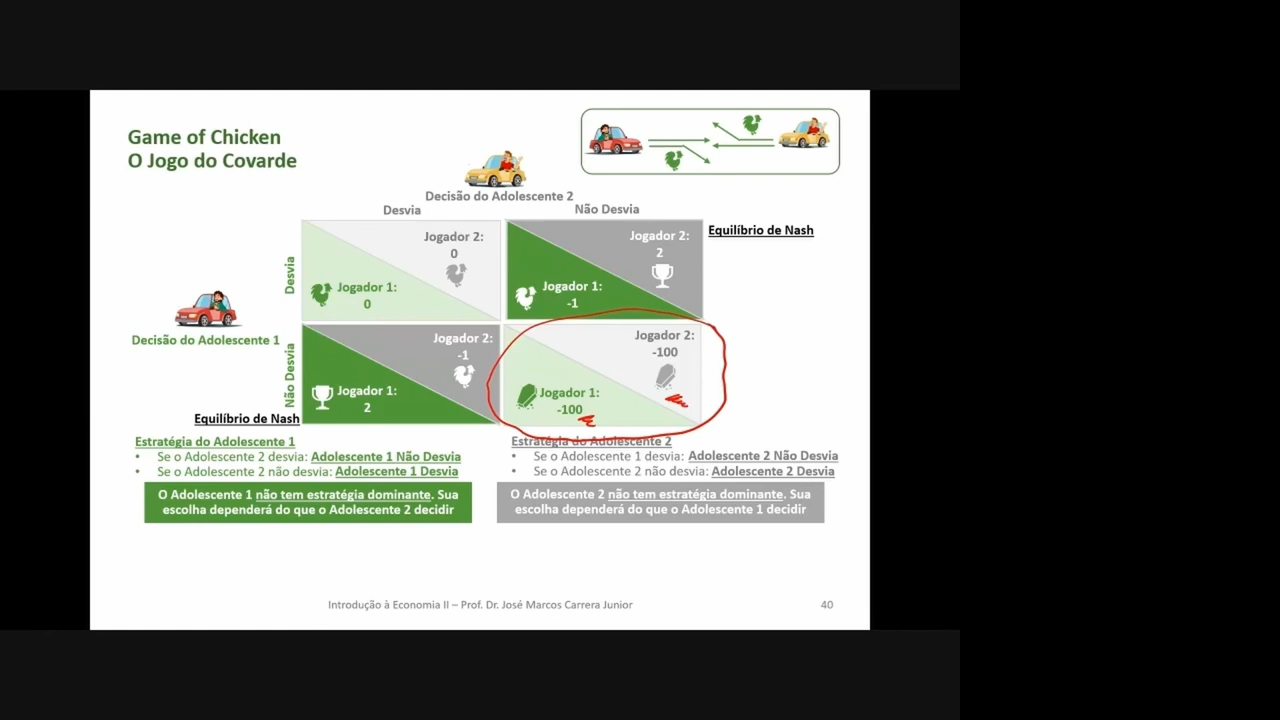 Game of Chicken
O Jogo do Covarde
Decisão do Adolescente 2
Desvia
Não Desvia
Equilíbrio de Nash
Desvia
Jogador 2:
0
Jogador 1:
0
Jogador 2:
2
Jogador 1:
-1
Decisão do Adolescente 1
Não Desvia
Jogador 2:
-1
Jogador 1:
2
Jogador 2:
-100
Jogador 1:
-100
Equilíbrio de Nash
Estratégia do Adolescente 1
• Se o Adolescente 2 desvia: Adolescente 1 Não Desvia
• Se o Adolescente 2 não desvia: Adolescente 1 Desvia
O Adolescente 1 não tem estratégia dominante. Sua
escolha dependerá do que o Adolescente 2 decidir
Estratégia do Adolescente 2
• Se o Adolescente 1 desvia: Adolescente 2 Não Desvia
• Se o Adolescente 2 não desvia: Adolescente 2 Desvia
O Adolescente 2 não tem estratégia dominante. Sua
escolha dependerá do que o Adolescente 1 decidir
Introdução à Economia II – Prof. Dr. José Marcos Carrera Junior
40